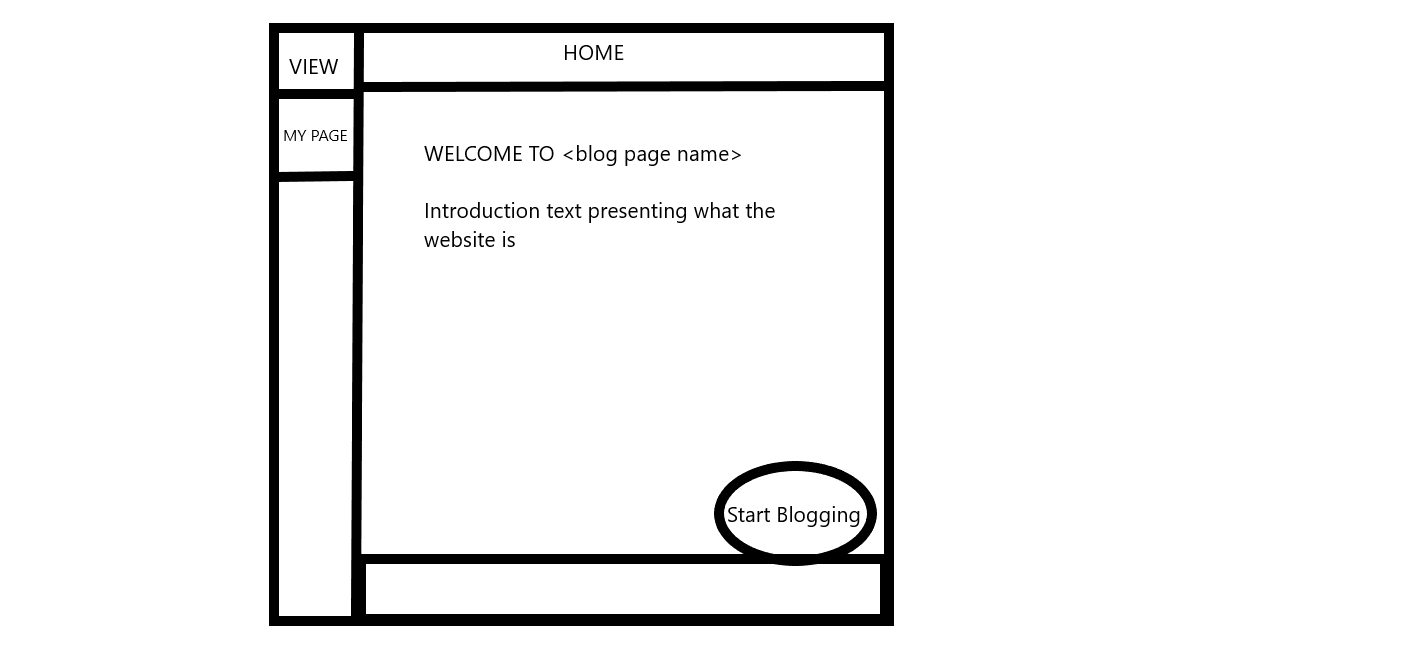 VIEW
HOME
MY PAGE
WELCOME TO <blog page name>
Introduction text presenting what the
website is
Start Blogging